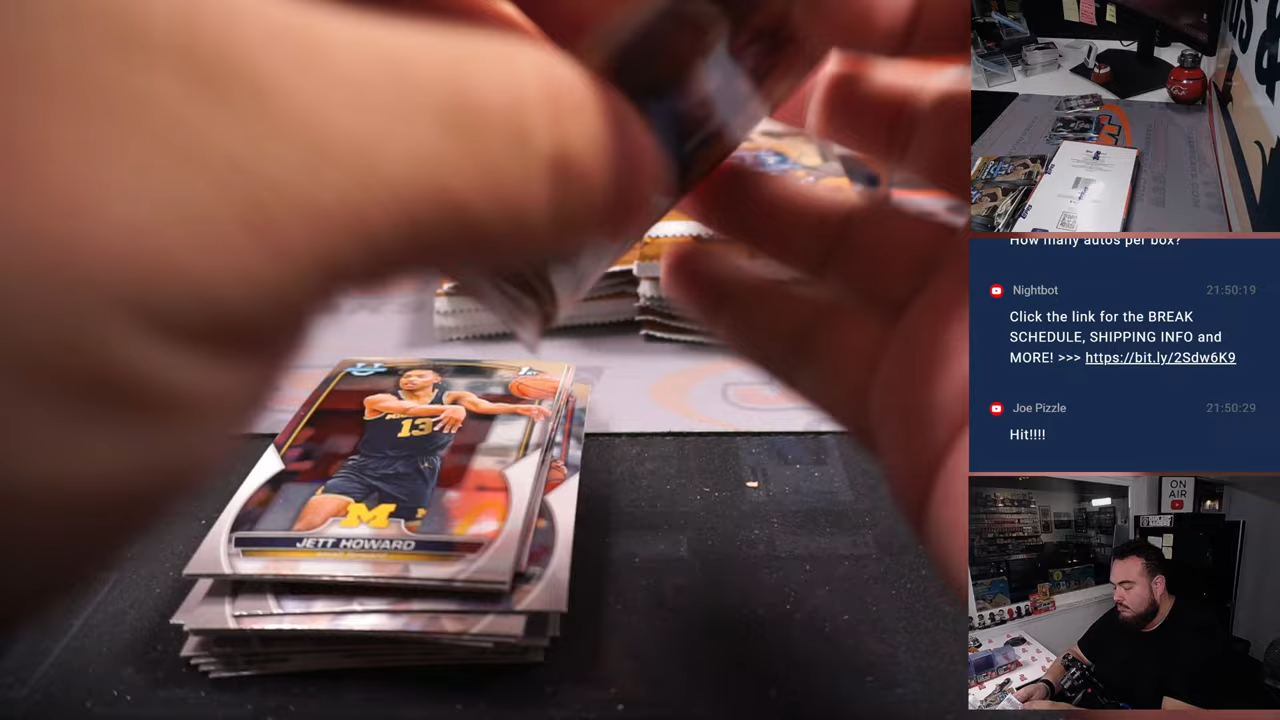 13
M
JETT HOWARD
How many autos per box?
Nightbot
21:50:19
Click the link for the BREAK
SCHEDULE, SHIPPING INFO and
MORE! >>> https://bit.ly/2Sdw6K9
Joe Pizzle
21:50:29
Hit!!!!
ON
AIR